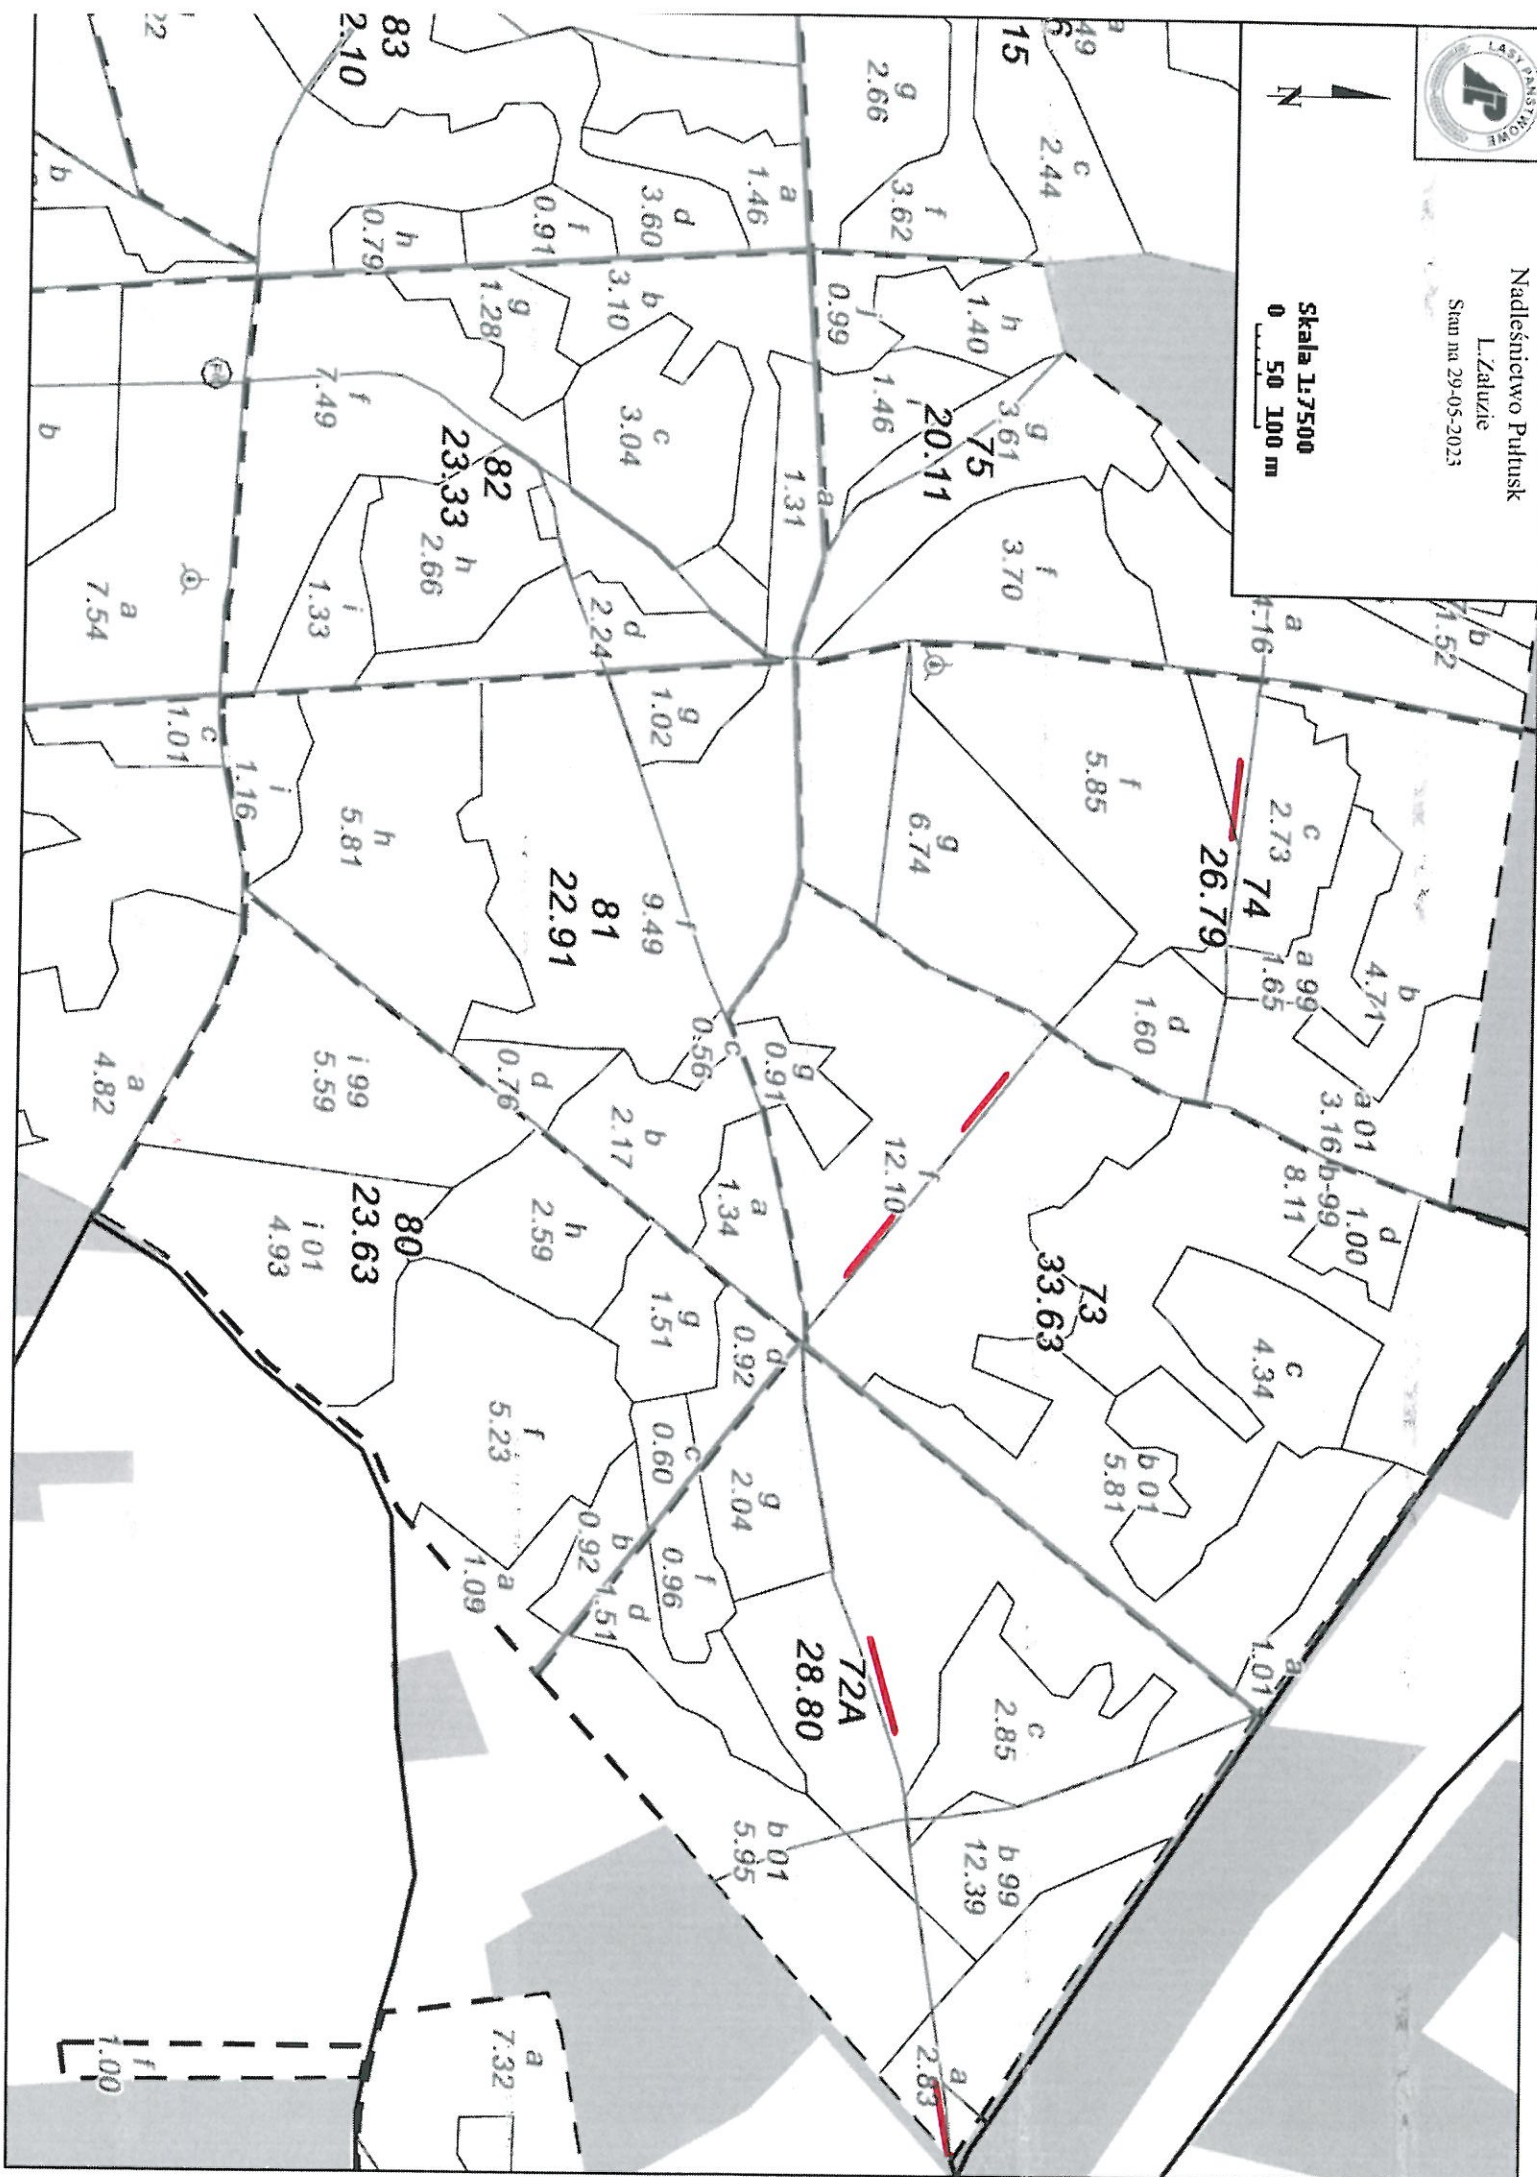 LASY PAŃSTWOWE
Nadleśnictwo Pułtusk
L.Załuzie
Stan na 29-05-2023
N
Skala 1:7500
0 50 100 m
b
1.52
a
4.16
c
2.73
74
26.79
a 99
1.65
b
4.71
a 01
3.16
b 99
8.11
d
1.00
c
4.34
a
1.01
a
49
6
15
c
2.44
h
1.40
g
3.61
75
20.11
f
3.70
f
5.85
d
1.60
73
33.63
b 01
5.81
c
2.85
b 99
12.39
g
2.66
f
3.62
j
0.99
i
1.46
g
6.74
f
12.10
72A
28.80
a
2.83
a
1.46
a
1.31
g
0.91
a
1.34
d
0.92
g
2.04
b 01
5.95
d
3.60
b
3.10
c
3.04
d
2.24
g
1.02
f
9.49
c
0.56
b
2.17
g
1.51
c
0.60
f
0.96
d
1.51
f
0.91
g
1.28
82
23.33
h
2.66
81
22.91
d
0.76
h
2.59
f
5.23
b
0.92
a
1.09
a
7.32
83
2.10
h
0.79
f
7.49
i
1.33
h
5.81
i 99
5.59
80
23.63
i 01
4.93
22
b
b
a
7.54
c
1.01
i
1.16
a
4.82
f
1.00